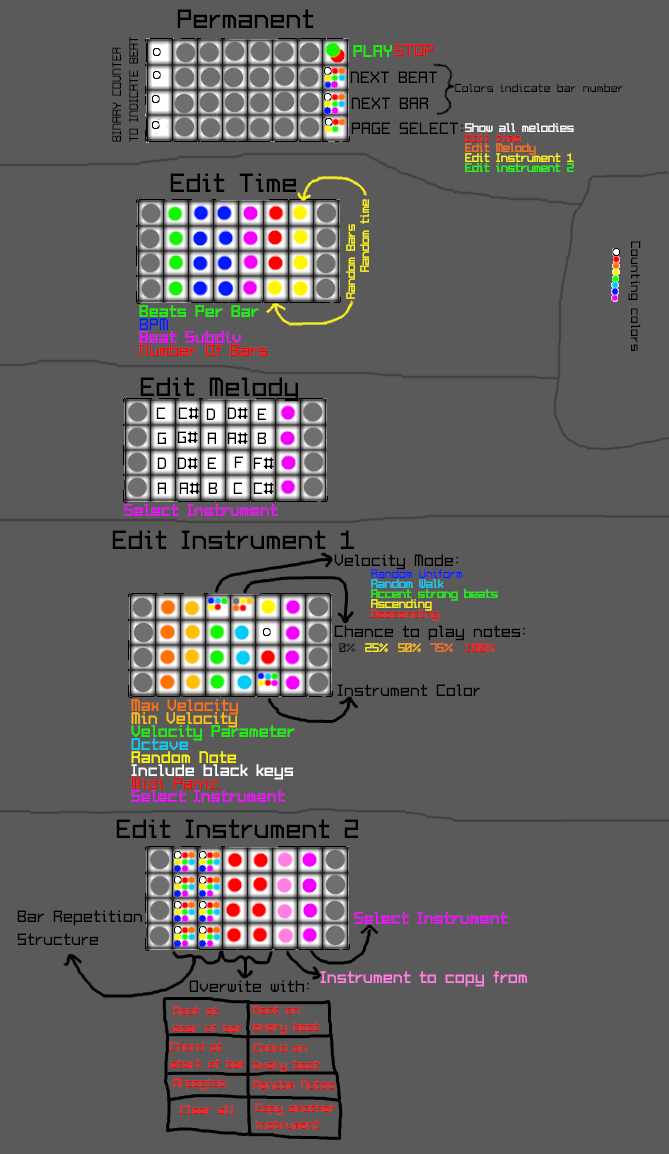 Permanent
BINARY COUNTER
TO INDICATE BEAT
PLAY STOP
NEXT BEAT
NEXT BAR
Colors indicate bar number
PAGE SELECT:
Show all melodies
Edit time
Edit Melody
Edit Instrument 1
Edit instrument 2
Edit Time
Random Bars
Random time
Beats Per Bar
BPM
Beat Subdiv
Number Of Bars
Counting colors
Edit Melody
C C# D D# E
G G# A A# B
D D# E F F#
A A# B C C#
Select Instrument
Edit Instrument 1
Velocity Mode:
Random Uniform
Random Walk
Accent strong beats
Ascending
Descending
Chance to play notes:
0% 25% 50% 75% 100%
Instrument Color
Max Velocity
Min Velocity
Velocity Parameter
Octave
Random Note
Include black keys
Midi Panic
Select Instrument
Edit Instrument 2
Bar Repetition
Structure
Select Instrument
Instrument to copy from
Overwite with:
Root at
star of bar
Root on
every beat
Chord at
start of bar
Chord on
every beat
Arpegios
Random Notes
Clear all
Copy another
instrument